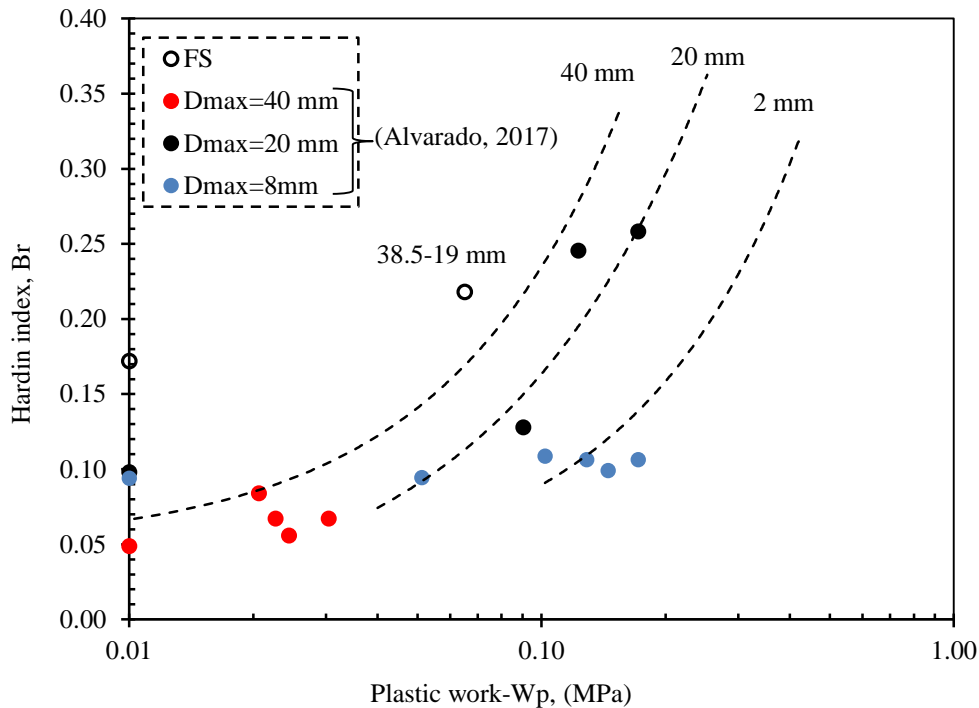 0.40
0.35
0.30
0.25
0.20
0.15
0.10
0.05
0.00
Hardin index, Br
FS
Dmax=40 mm
Dmax=20 mm
Dmax=8mm
(Alvarado, 2017)
40 mm
20 mm
2 mm
38.5-19 mm
0.01
0.10
1.00
Plastic work-Wp, (MPa)